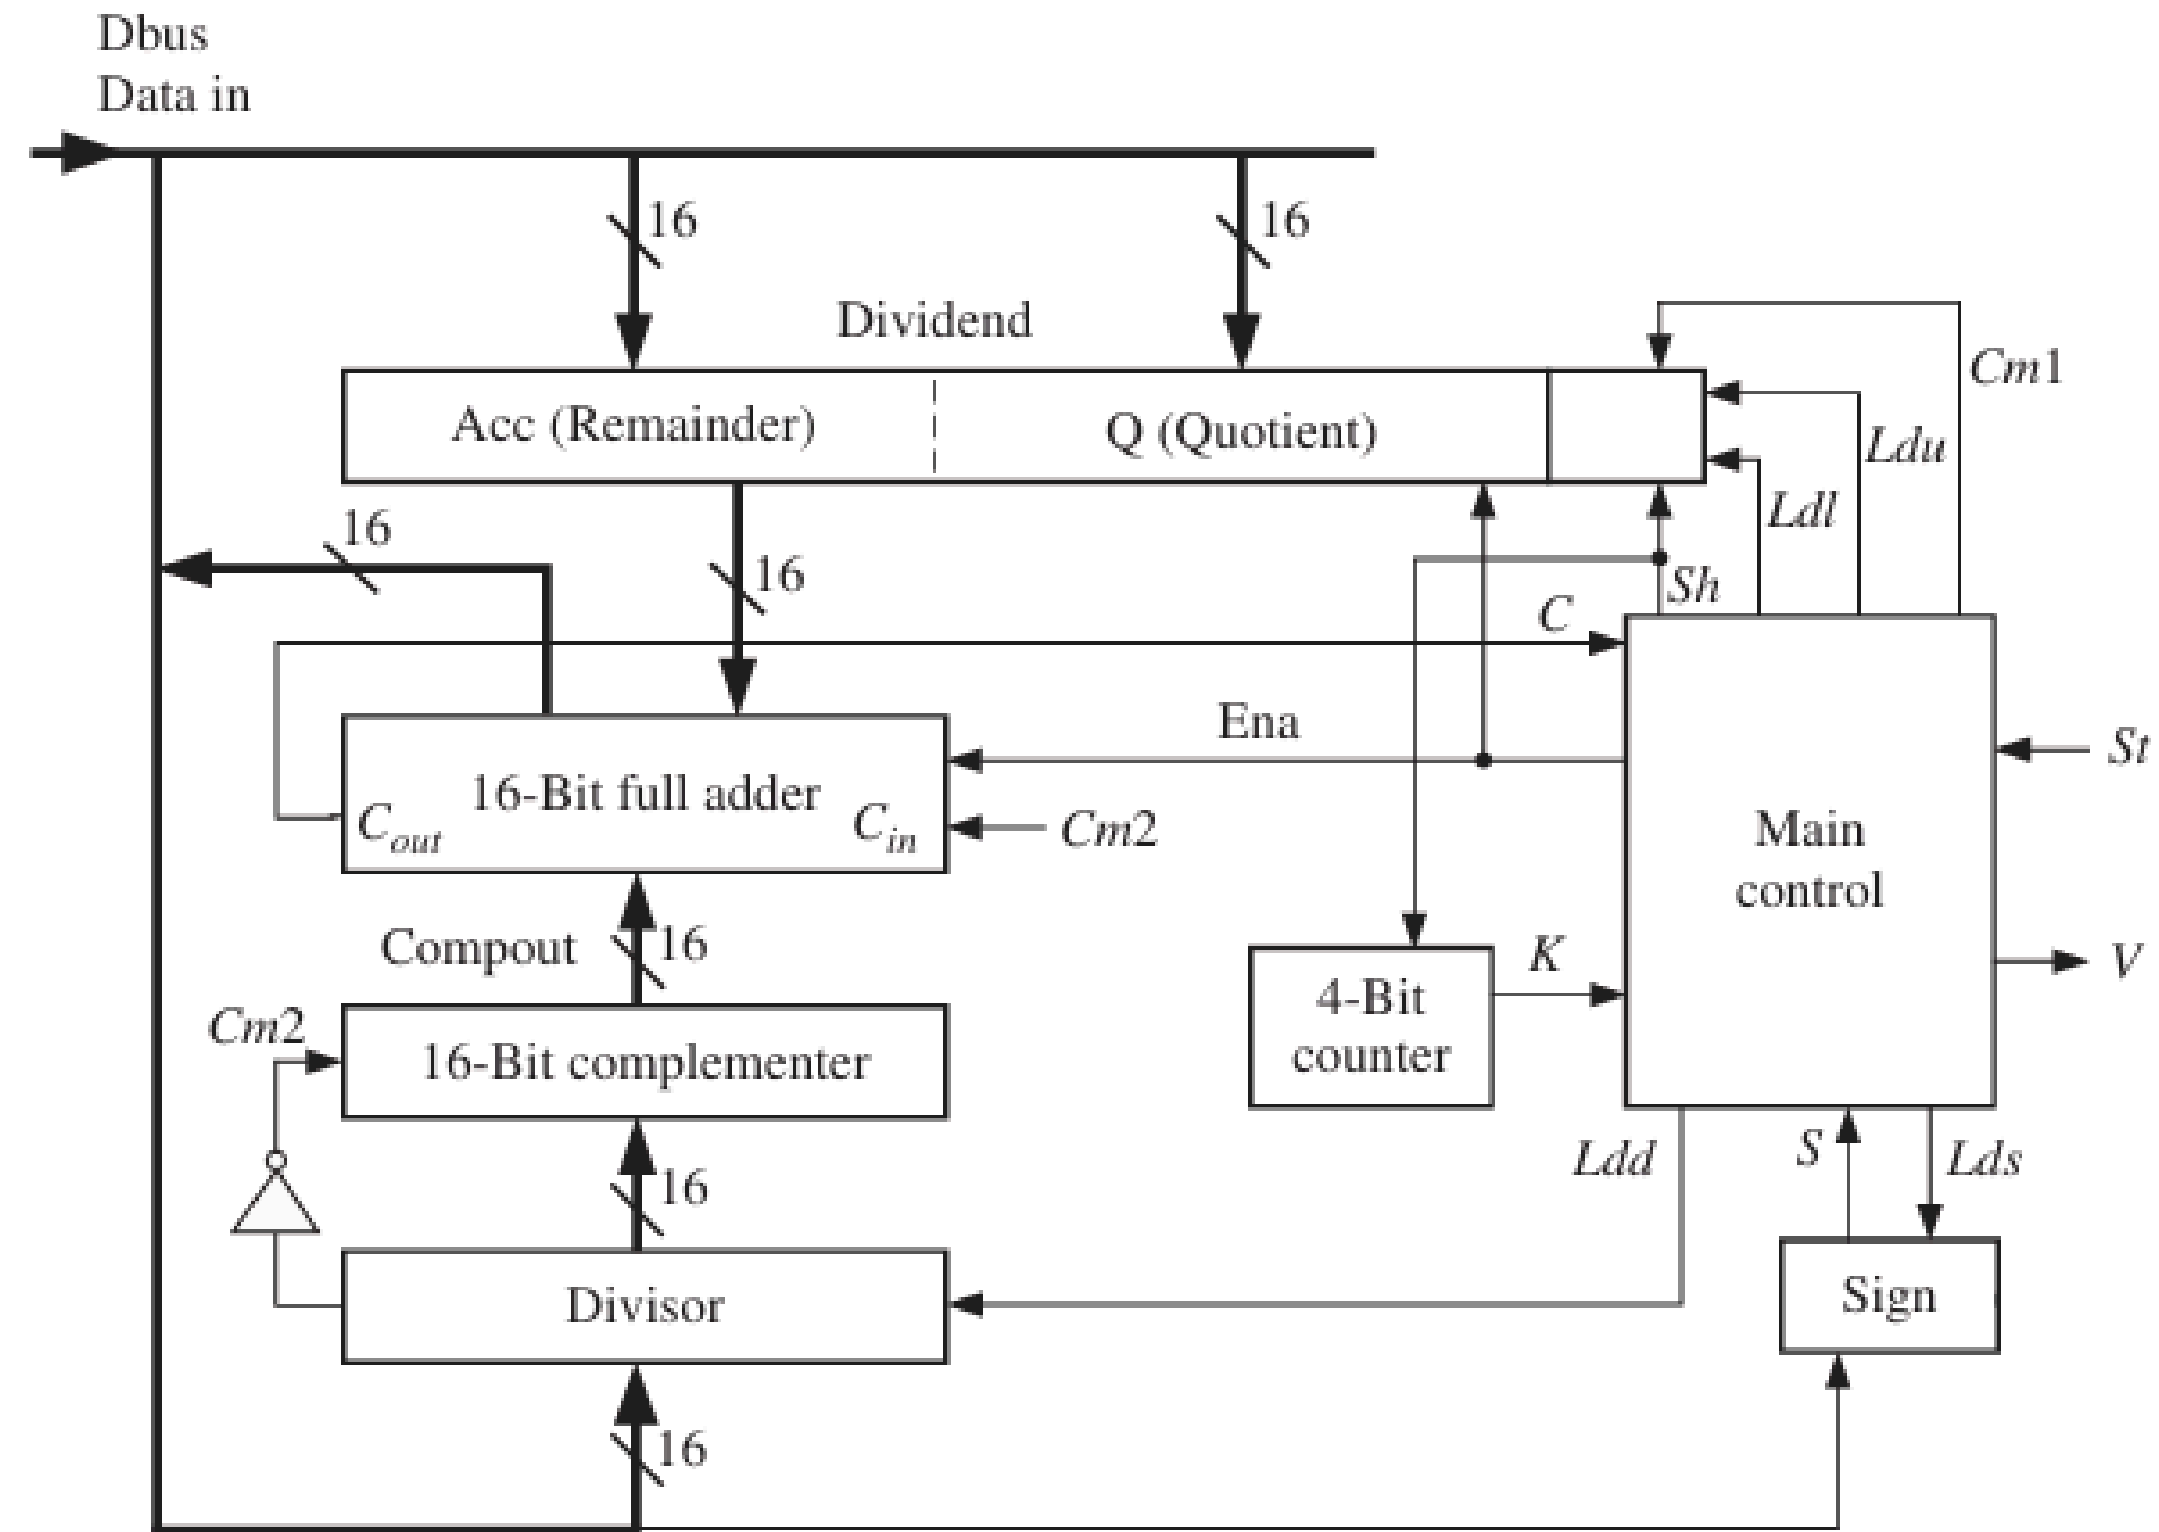 Dbus
Data in
16
16
Dividend
Cm1
Acc (Remainder)
Q (Quotient)
Ldu
Ldl
16
16
Sh
C
Ena
St
16-Bit full adder
Cout
Cin
Cm2
Main
control
Compout
16
K
V
4-Bit
counter
Cm2
16-Bit complementer
Ldd
S
Lds
16
Divisor
Sign
16